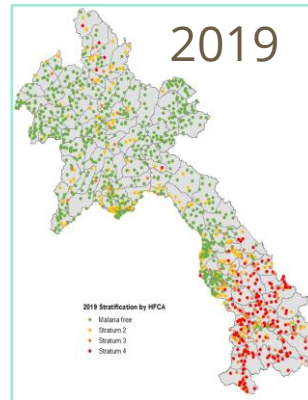 2019
2019 Stratification by HFCA
Malaria free
Stratum 2
Stratum 3
Stratum 4